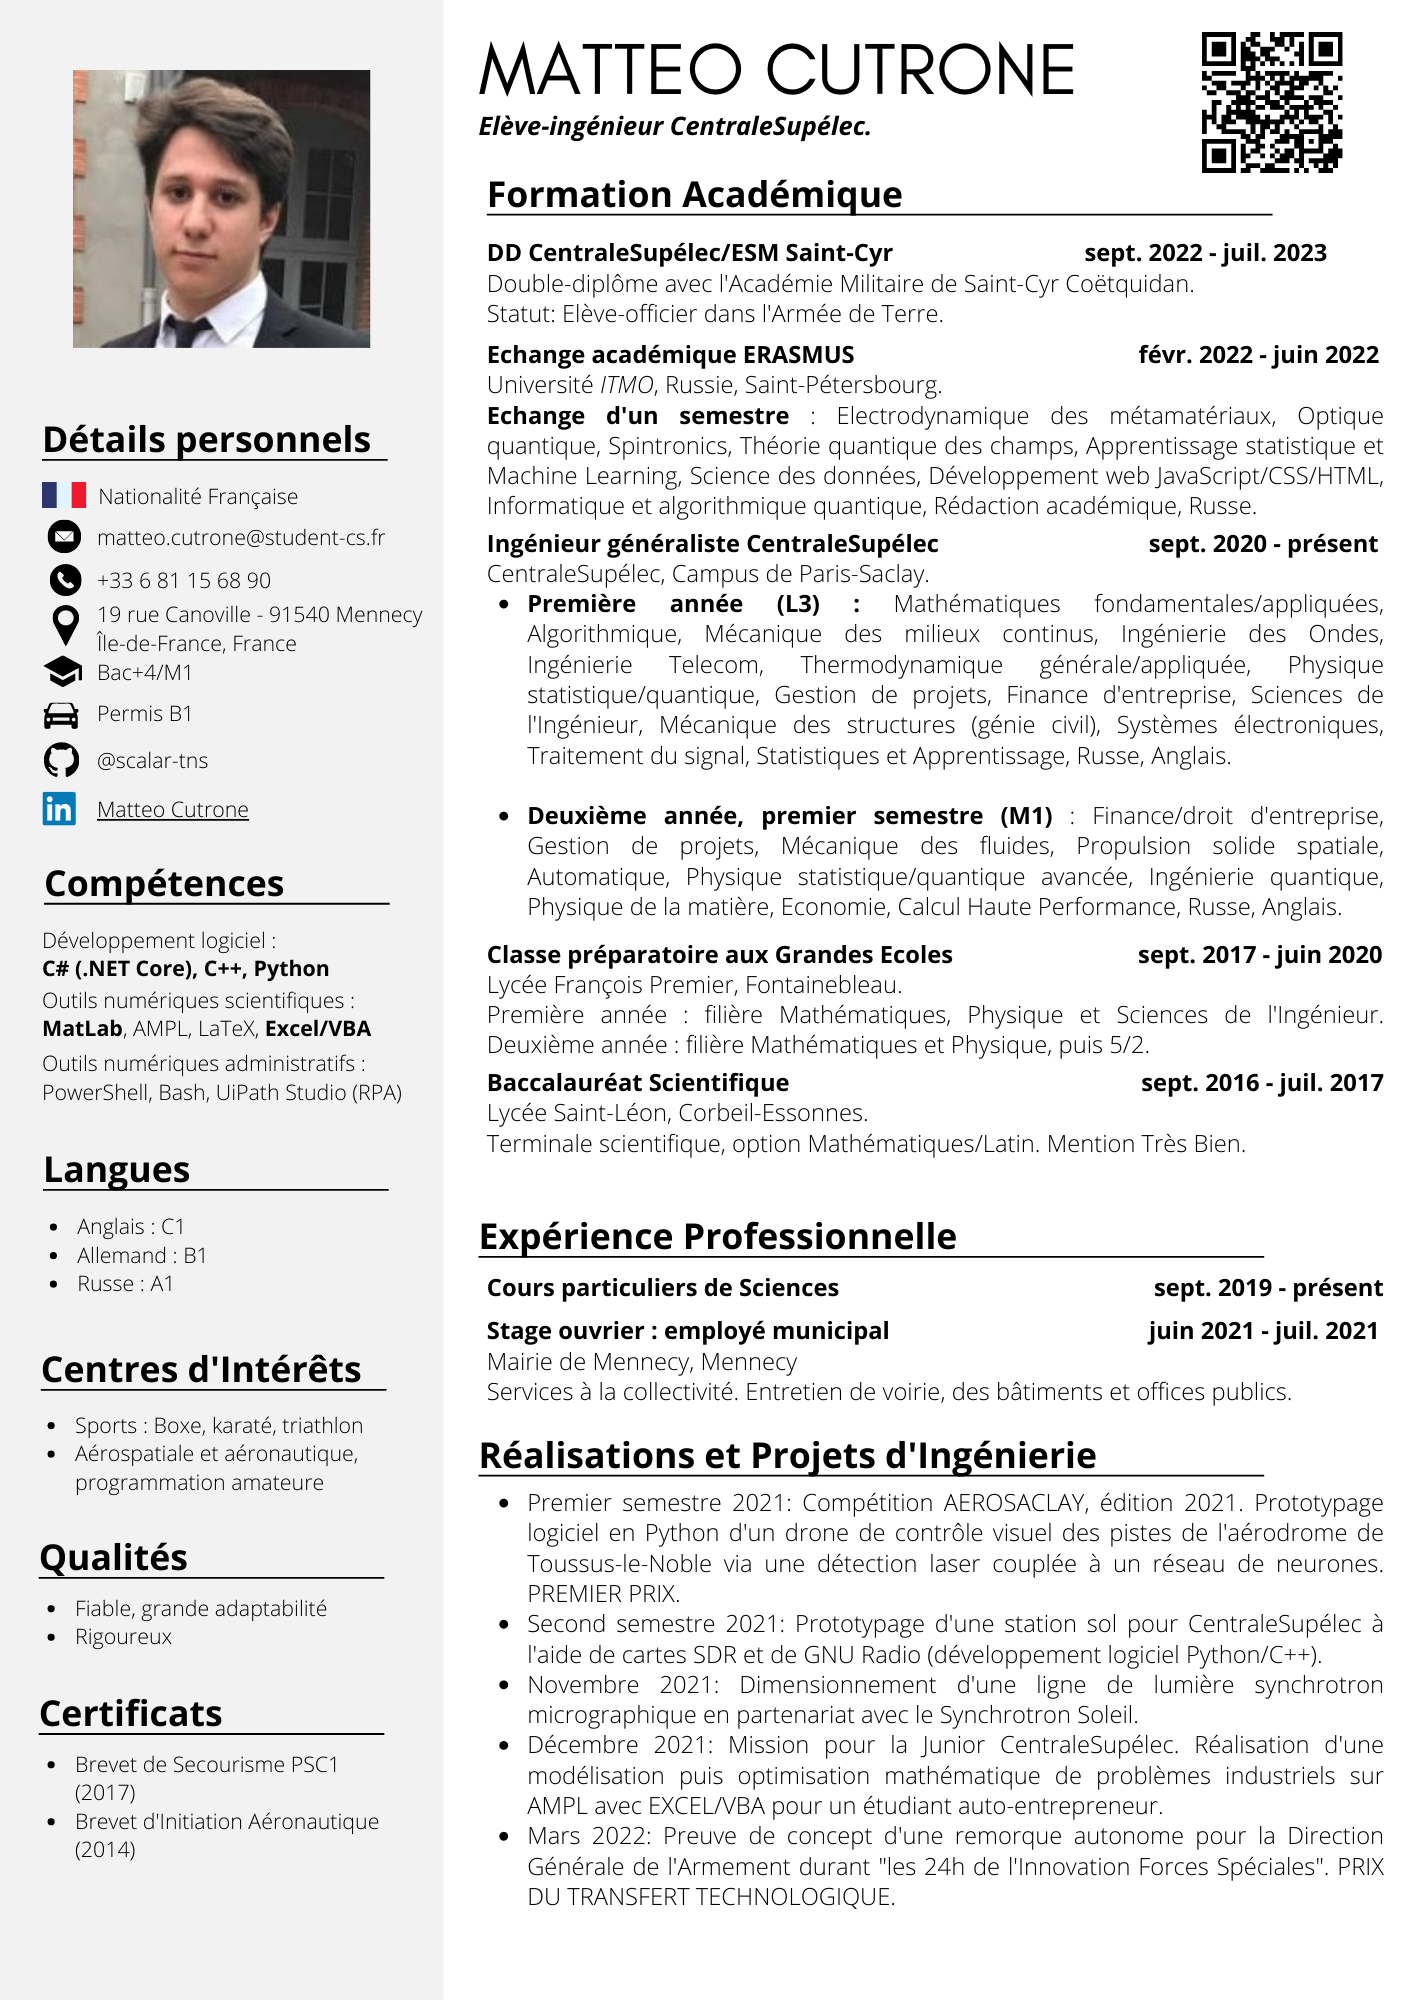 MATTEO CUTRONE
Elève-ingénieur CentraleSupélec.
Détails personnels
Nationalité Française
matteo.cutrone@student-cs.fr
+33 6 81 15 68 90
19 rue Canoville - 91540 Mennecy
Île-de-France, France
Bac+4/M1
Permis B1
@scalar-tns
in Matteo Cutrone
Compétences
Développement logiciel :
C# (.NET Core), C++, Python
Outils numériques scientifiques :
MatLab, AMPL, LaTeX, Excel/VBA
Outils numériques administratifs :
PowerShell, Bash, UiPath Studio (RPA)
Langues
• Anglais : C1
• Allemand : B1
• Russe : A1
Centres d'Intérêts
• Sports : Boxe, karaté, triathlon
• Aérospatiale et aéronautique,
programmation amateure
Qualités
• Fiable, grande adaptabilité
• Rigoureux
Certificats
• Brevet de Secourisme PSC1
(2017)
• Brevet d'Initiation Aéronautique
(2014)
Formation Académique
DD CentraleSupélec/ESM Saint-Cyr sept. 2022 - juil. 2023
Double-diplôme avec l'Académie Militaire de Saint-Cyr Coëtquidan.
Statut: Elève-officier dans l'Armée de Terre.
Echange académique ERASMUS févr. 2022 - juin 2022
Université ITMO, Russie, Saint-Pétersbourg.
Echange d'un semestre : Electrodynamique des métamatériaux, Optique
quantique, Spintronics, Théorie quantique des champs, Apprentissage statistique et
Machine Learning, Science des données, Développement web JavaScript/CSS/HTML,
Informatique et algorithmique quantique, Rédaction académique, Russe.
Ingénieur généraliste CentraleSupélec sept. 2020 - présent
CentraleSupélec, Campus de Paris-Saclay.
• Première année (L3) : Mathématiques fondamentales/appliquées,
Algorithmique, Mécanique des milieux continus, Ingénierie des Ondes,
Ingénierie Telecom, Thermodynamique générale/appliquée, Physique
statistique/quantique, Gestion de projets, Finance d'entreprise, Sciences de
l'Ingénieur, Mécanique des structures (génie civil), Systèmes électroniques,
Traitement du signal, Statistiques et Apprentissage, Russe, Anglais.
• Deuxième année, premier semestre (M1) : Finance/droit d'entreprise,
Gestion de projets, Mécanique des fluides, Propulsion solide spatiale,
Automatique, Physique statistique/quantique avancée, Ingénierie quantique,
Physique de la matière, Economie, Calcul Haute Performance, Russe, Anglais.
Classe préparatoire aux Grandes Ecoles sept. 2017 - juin 2020
Lycée François Premier, Fontainebleau.
Première année : filière Mathématiques, Physique et Sciences de l'Ingénieur.
Deuxième année : filière Mathématiques et Physique, puis 5/2.
Baccalauréat Scientifique sept. 2016 - juil. 2017
Lycée Saint-Léon, Corbeil-Essonnes.
Terminale scientifique, option Mathématiques/Latin. Mention Très Bien.
Expérience Professionnelle
Cours particuliers de Sciences sept. 2019 - présent
Stage ouvrier : employé municipal juin 2021 - juil. 2021
Mairie de Mennecy, Mennecy
Services à la collectivité. Entretien de voirie, des bâtiments et offices publics.
Réalisations et Projets d'Ingénierie
• Premier semestre 2021: Compétition AEROSACLAY, édition 2021. Prototypage
logiciel en Python d'un drone de contrôle visuel des pistes de l'aérodrome de
Toussus-le-Noble via une détection laser couplée à un réseau de neurones.
PREMIER PRIX.
• Second semestre 2021: Prototypage d'une station sol pour CentraleSupélec à
l'aide de cartes SDR et de GNU Radio (développement logiciel Python/C++).
• Novembre 2021: Dimensionnement d'une ligne de lumière synchrotron
micrographique en partenariat avec le Synchrotron Soleil.
• Décembre 2021: Mission pour la Junior CentraleSupélec. Réalisation d'une
modélisation puis optimisation mathématique de problèmes industriels sur
AMPL avec EXCEL/VBA pour un étudiant auto-entrepreneur.
• Mars 2022: Preuve de concept d'une remorque autonome pour la Direction
Générale de l'Armement durant "les 24h de l'Innovation Forces Spéciales". PRIX
DU TRANSFERT TECHNOLOGIQUE.